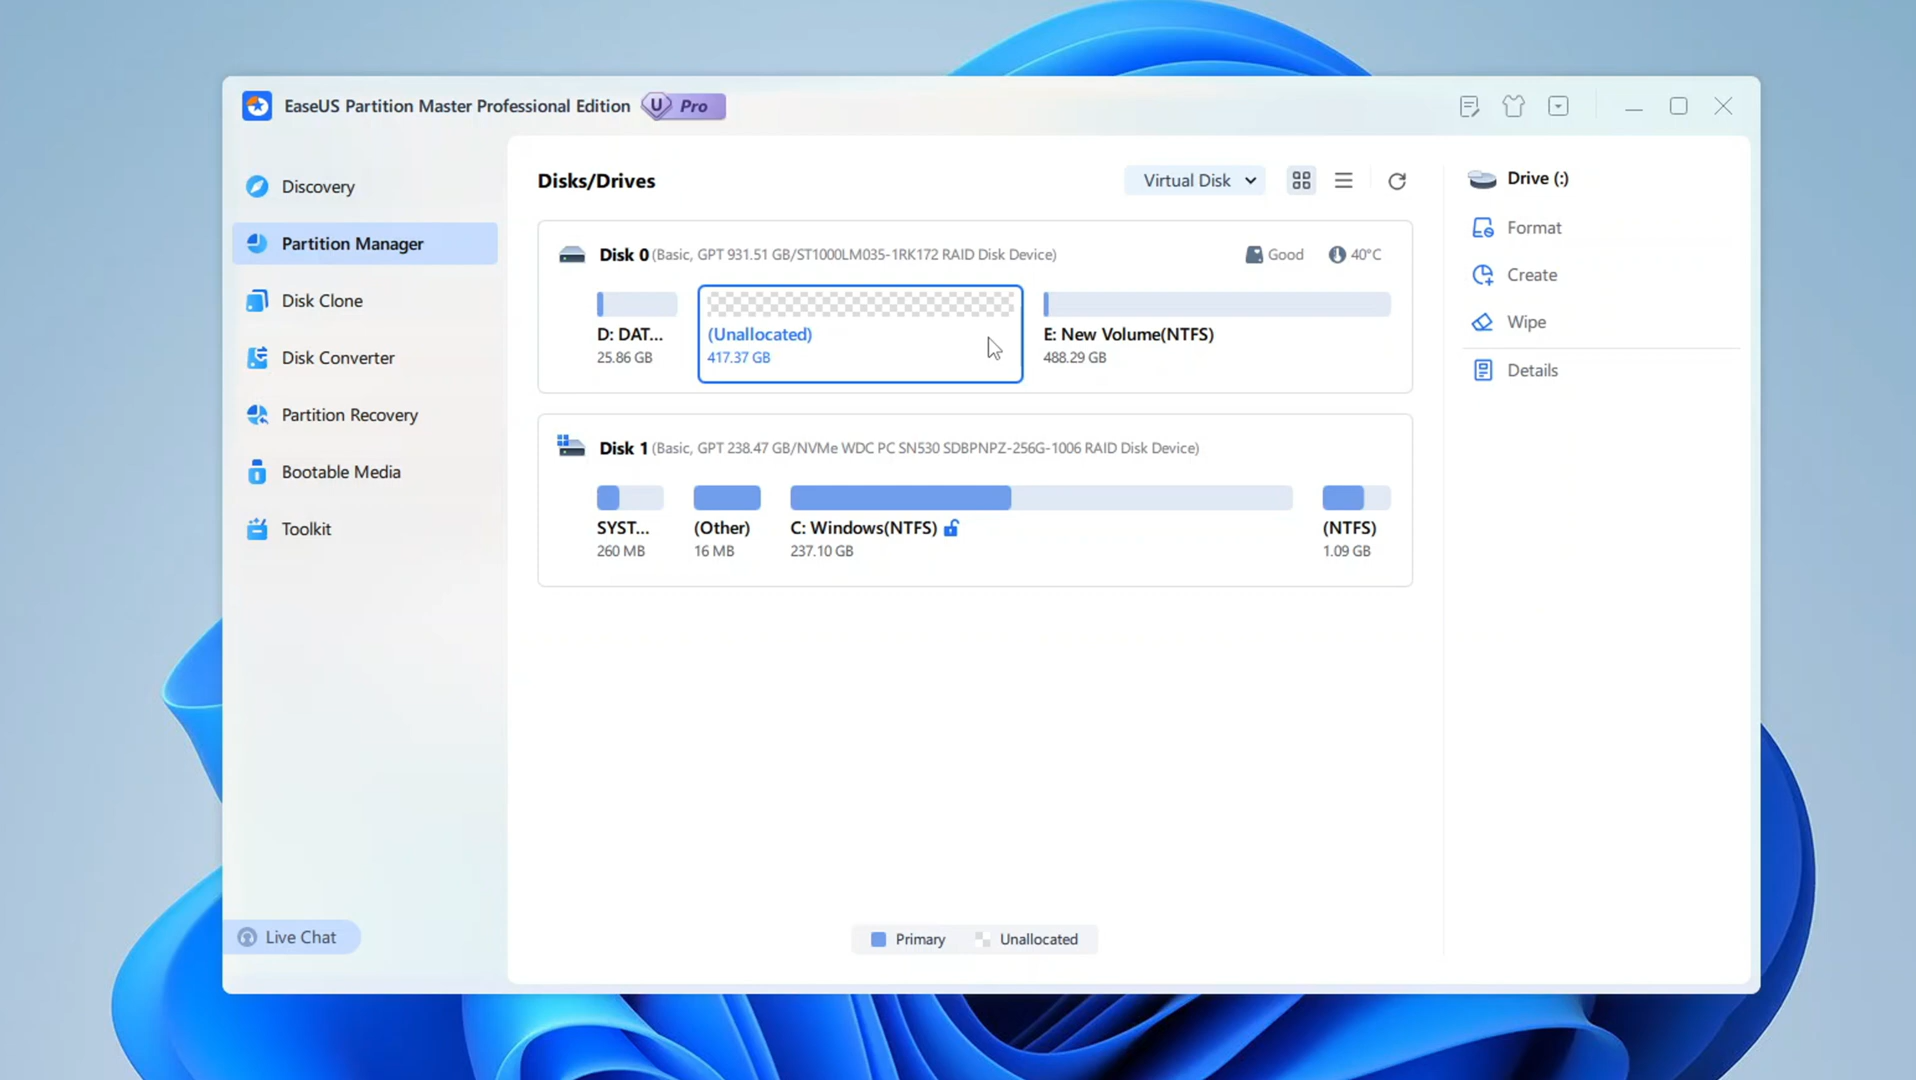 EaseUS Partition Master Professional Edition U Pro
Discovery
Partition Manager
Disk Clone
Disk Converter
Partition Recovery
Bootable Media
Toolkit
Live Chat
Disks/Drives
Virtual Disk
Disk 0 (Basic, GPT 931.51 GB/ST1000LM035-1RK172 RAID Disk Device)
Good
40°C
D: DAT...
25.86 GB
(Unallocated)
417.37 GB
E: New Volume(NTFS)
488.29 GB
Disk 1 (Basic, GPT 238.47 GB/NVMe WDC PC SN530 SDBPNPZ-256G-1006 RAID Disk Device)
SYST...
260 MB
(Other)
16 MB
C: Windows(NTFS)
237.10 GB
(NTFS)
1.09 GB
Primary
Unallocated
Drive (:)
Format
Create
Wipe
Details